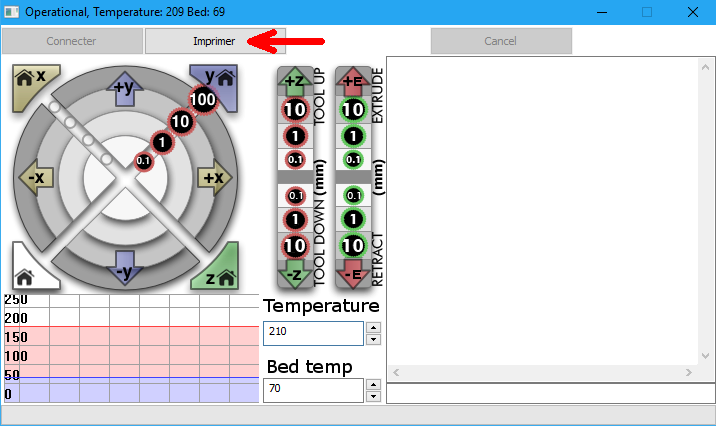 Operational, Temperature: 209 Bed: 69
Connecter
Imprimer
Cancel
x
+y
y
100
10
1
0.1
-x
+x
-y
z
+Z
10
1
0.1
0.1
1
10
-Z
TOOL UP
(mm)
TOOL DOWN
+E
10
1
0.1
0.1
1
10
-E
EXTRUDE
(mm)
RETRACT
250
200
150
100
50
0
Temperature
210
Bed temp
70